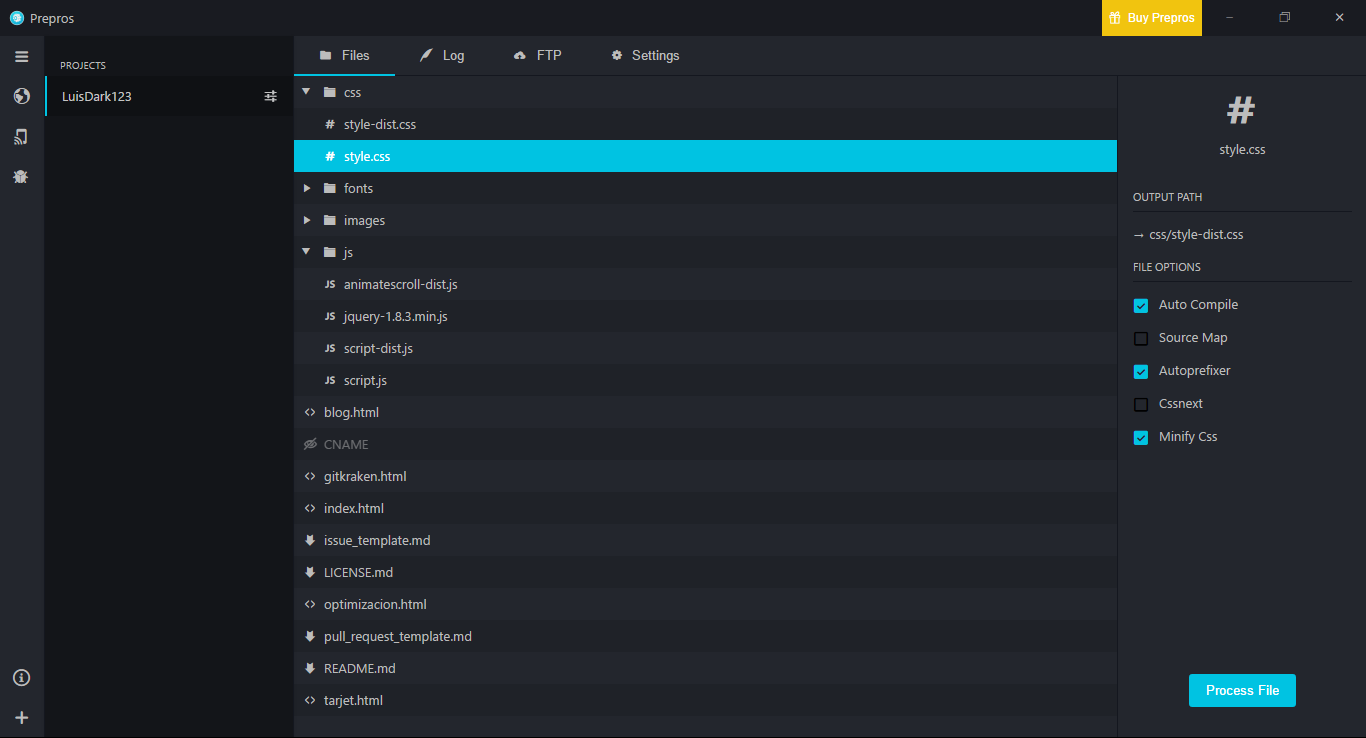 Prepros
Buy Prepros
PROJECTS
LuisDark123
Files
Log
FTP
Settings
css
# style-dist.css
# style.css
fonts
images
js
JS animatescroll-dist.js
JS jquery-1.8.3.min.js
JS script-dist.js
JS script.js
<> blog.html
CNAME
<> gitkraken.html
<> index.html
issue_template.md
LICENSE.md
<> optimizacion.html
pull_request_template.md
README.md
<> tarjet.html
#
style.css
OUTPUT PATH
→ css/style-dist.css
FILE OPTIONS
Auto Compile
Source Map
Autoprefixer
Cssnext
Minify Css
Process File